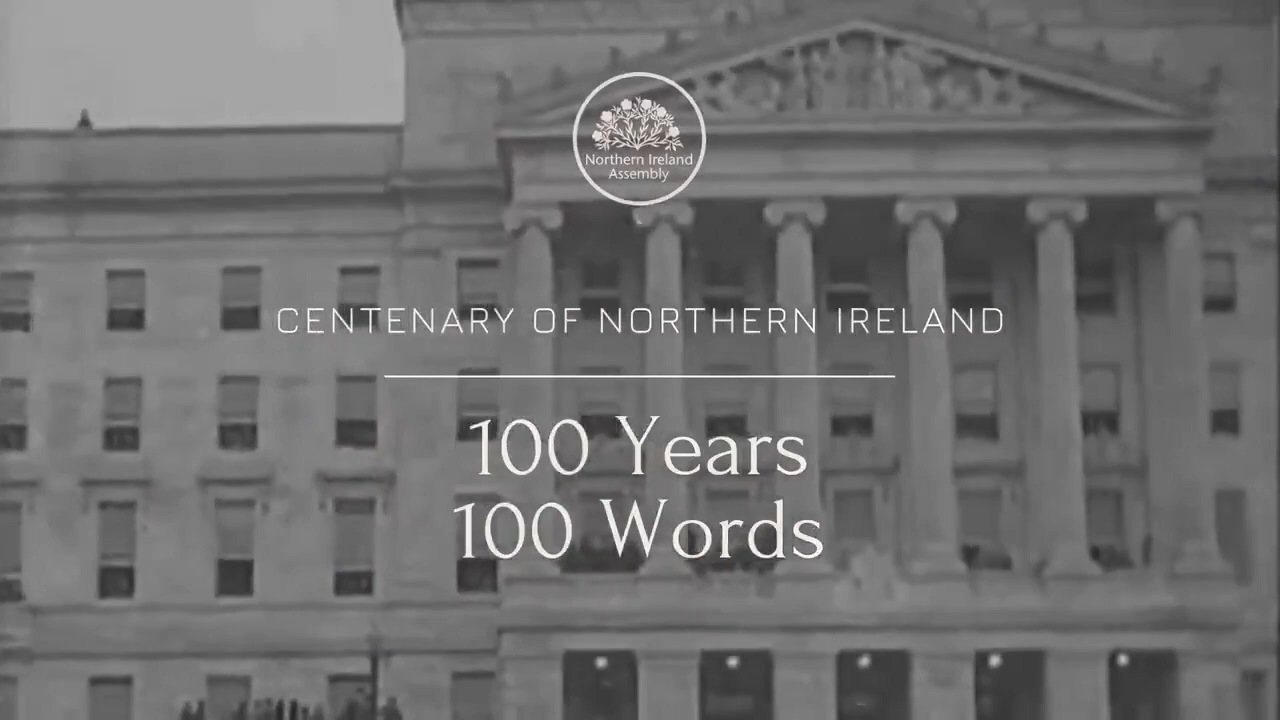 Northern Ireland
Assembly
CENTENARY OF NORTHERN IRELAND
100 Years
100 Words